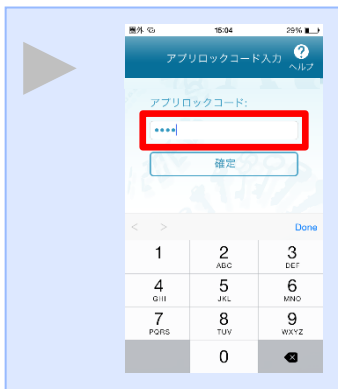 圏外 15:04 29%
アプリロックコード入力 ?
ヘルプ
アプリロックコード:
••••
確定
< > Done
1 2 3
ABC DEF
4 5 6
GHI JKL MNO
7 8 9
PQRS TUV WXYZ
0